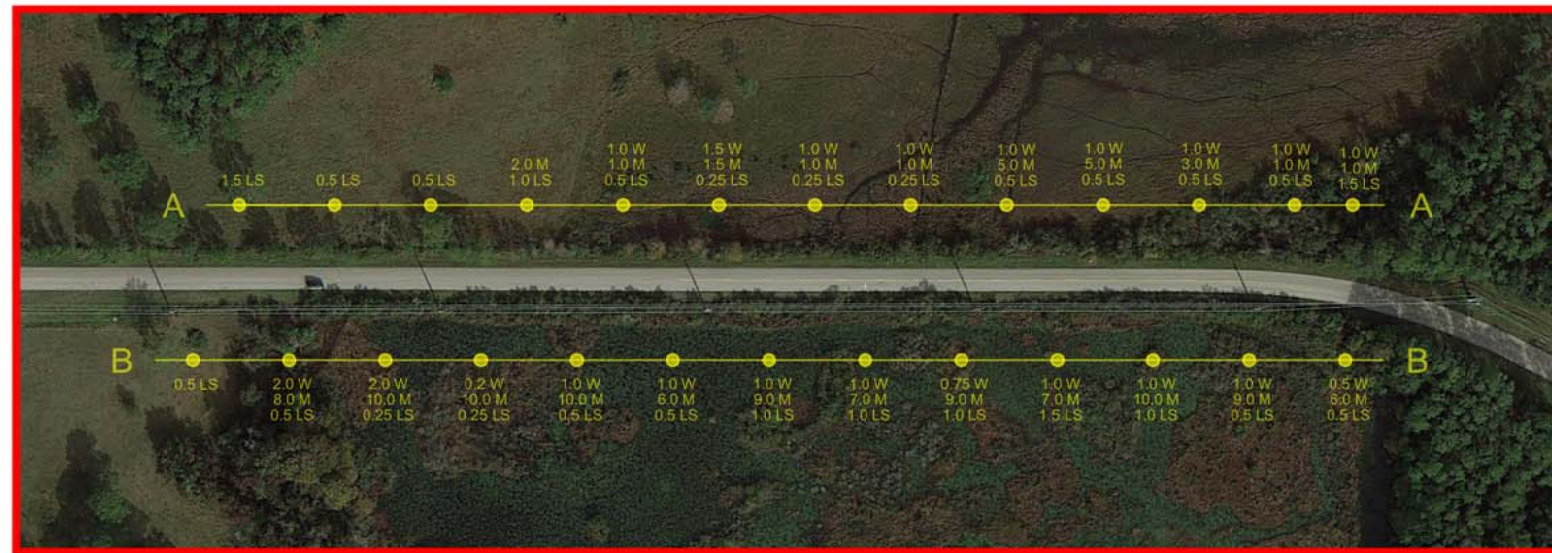 A
1.5 LS
0.5 LS
0.5 LS
2.0 M
1.0 LS
1.0 W
1.0 M
0.5 LS
1.5 W
1.5 M
0.25 LS
1.0 W
1.0 M
0.25 LS
1.0 W
1.0 M
0.25 LS
1.0 W
5.0 M
0.5 LS
1.0 W
5.0 M
0.5 LS
1.0 W
3.0 M
0.5 LS
1.0 W
1.0 M
0.5 LS
1.0 W
1.0 M
1.5 LS
A
B
0.5 LS
2.0 W
8.0 M
0.5 LS
2.0 W
10.0 M
0.25 LS
0.2 W
10.0 M
0.25 LS
1.0 W
10.0 M
0.5 LS
1.0 W
6.0 M
0.5 LS
1.0 W
9.0 M
1.0 LS
1.0 W
7.0 M
1.0 LS
0.75 W
9.0 M
1.0 LS
1.0 W
7.0 M
1.5 LS
1.0 W
10.0 M
1.0 LS
1.0 W
9.0 M
0.5 LS
0.5 W
8.0 M
0.5 LS
B